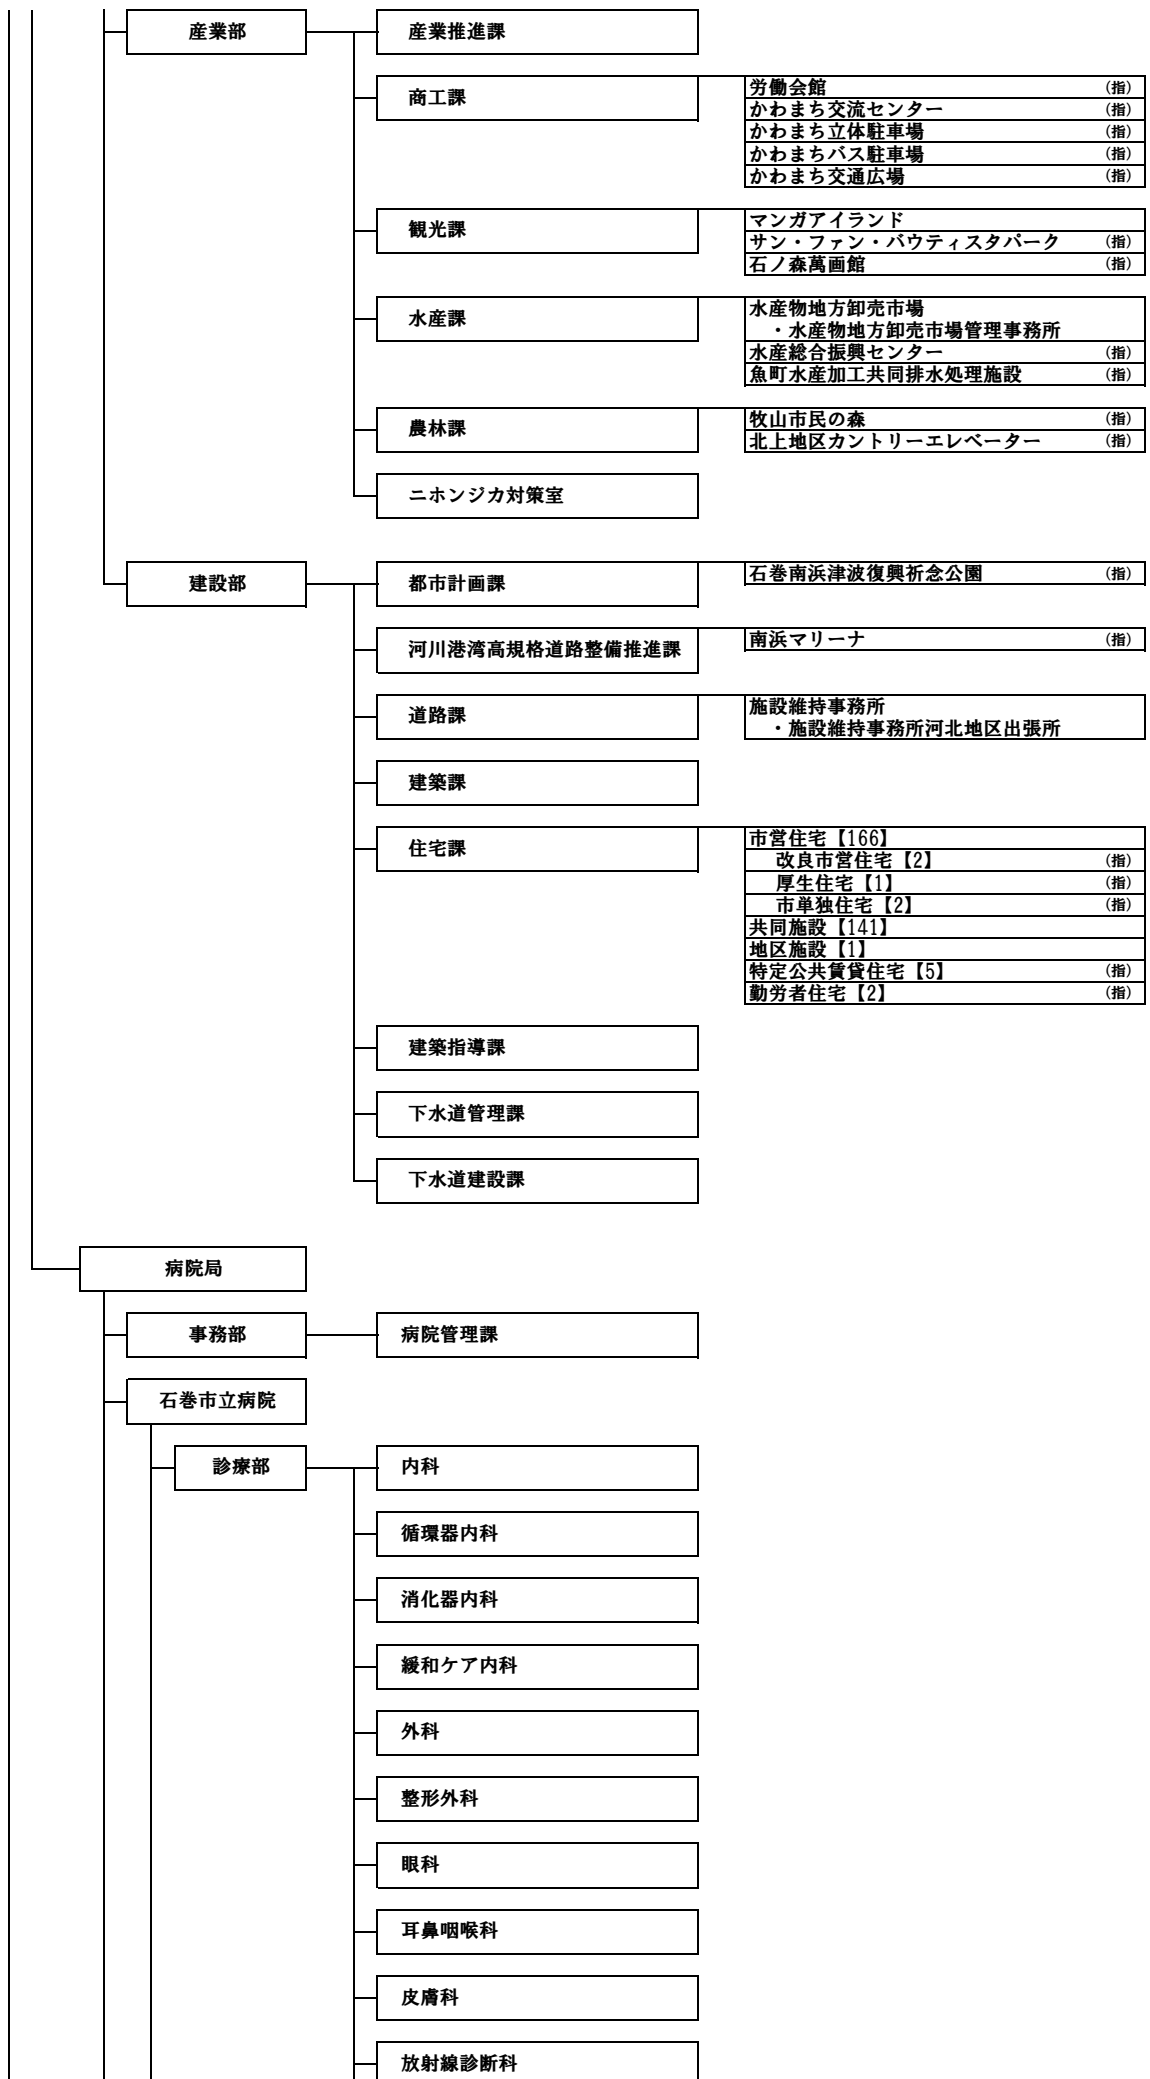 産業部
産業推進課
商工課
労働会館 (指)
かわまち交流センター (指)
かわまち立体駐車場 (指)
かわまちバス駐車場 (指)
かわまち交通広場 (指)
観光課
マンガアイランド
サン・ファン・バウティスタパーク (指)
石ノ森萬画館 (指)
水産課
水産物地方卸売市場
・水産物地方卸売市場管理事務所
水産総合振興センター (指)
魚町水産加工共同排水処理施設 (指)
農林課
牧山市民の森 (指)
北上地区カントリーエレベーター (指)
ニホンジカ対策室
建設部
都市計画課
石巻南浜津波復興祈念公園 (指)
河川港湾高規格道路整備推進課
南浜マリーナ (指)
道路課
施設維持事務所
・施設維持事務所河北地区出張所
建築課
住宅課
市営住宅【166】
改良市営住宅【2】 (指)
厚生住宅【1】 (指)
市単独住宅【2】 (指)
共同施設【141】
地区施設【1】
特定公共賃貸住宅【5】 (指)
勤労者住宅【2】 (指)
建築指導課
下水道管理課
下水道建設課
病院局
事務部
病院管理課
石巻市立病院
診療部
内科
循環器内科
消化器内科
緩和ケア内科
外科
整形外科
眼科
耳鼻咽喉科
皮膚科
放射線診断科